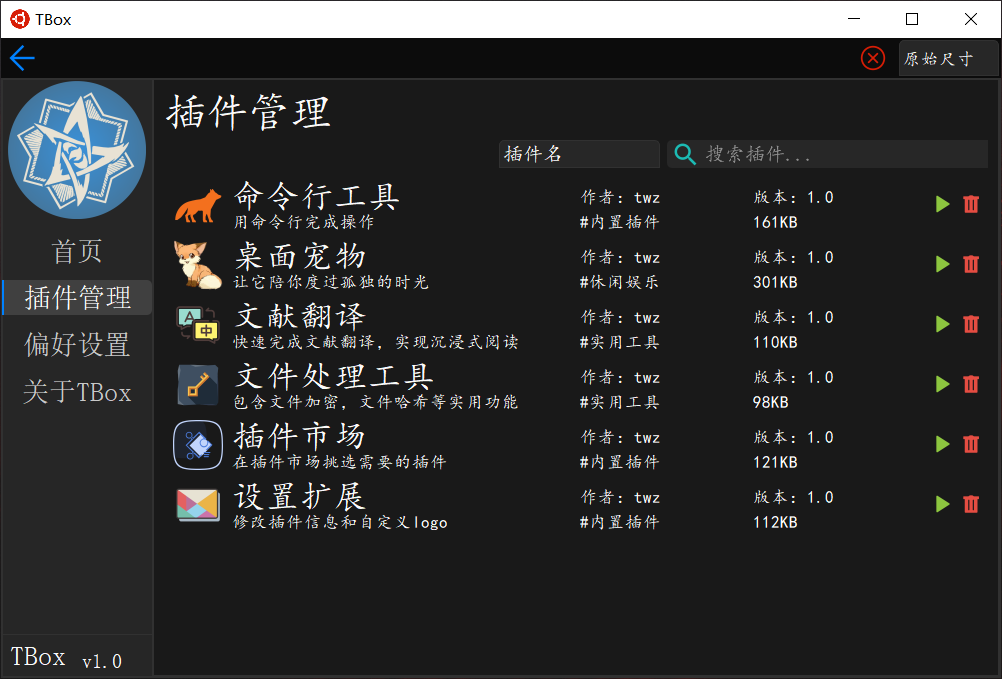 TBox
原始尺寸
首页
插件管理
偏好设置
关于TBox
TBox v1.0
插件管理
插件名
搜索插件...
命令行工具 作者: twz 版本: 1.0
用命令行完成操作 #内置插件 161KB
桌面宠物 作者: twz 版本: 1.0
让它陪你度过孤独的时光 #休闲娱乐 301KB
A 中
文献翻译 作者: twz 版本: 1.0
快速完成文献翻译，实现沉浸式阅读 #实用工具 110KB
文件处理工具 作者: twz 版本: 1.0
包含文件加密，文件哈希等实用功能 #实用工具 98KB
插件市场 作者: twz 版本: 1.0
在插件市场挑选需要的插件 #内置插件 121KB
设置扩展 作者: twz 版本: 1.0
修改插件信息和自定义logo #内置插件 112KB